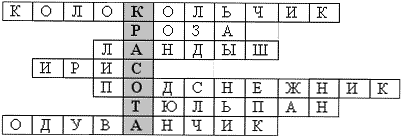 КОЛОКОЛЬЧИК
РОЗА
ЛАНДЫШ
ИРИС
ПОДСНЕЖНИК
ТЮЛЬПАН
ОДУВАНЧИК